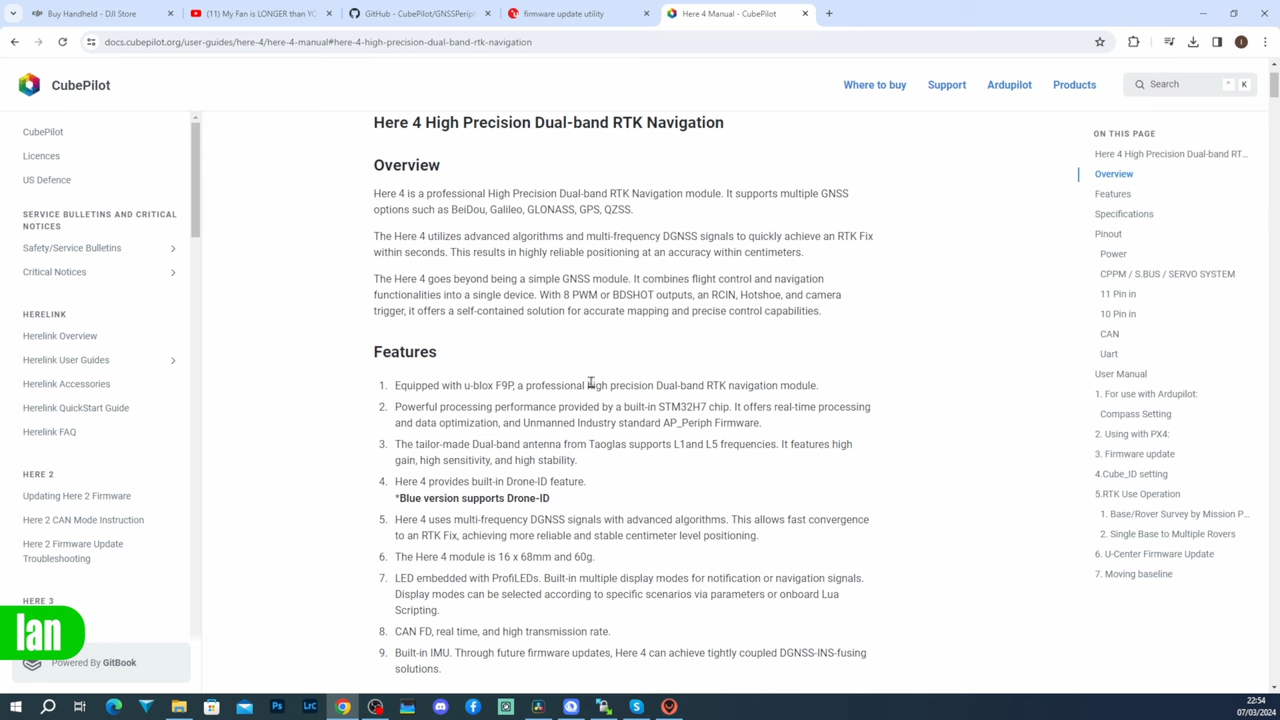 Buy Handheld - DJI Store
(11) My Fan is LONGER than YO
GitHub - CubePilot/GNSSPeriph
firmware update utility
Here 4 Manual - CubePilot
docs.cubepilot.org/user-guides/here-4/here-4-manual#here-4-high-precision-dual-band-rtk-navigation
CubePilot
Where to buy
Support
Ardupilot
Products
Search
K
CubePilot
Licences
US Defence
SERVICE BULLETINS AND CRITICAL
NOTICES
Safety/Service Bulletins
Critical Notices
HERELINK
Herelink Overview
Herelink User Guides
Herelink Accessories
Herelink QuickStart Guide
Herelink FAQ
HERE 2
Updating Here 2 Firmware
Here 2 CAN Mode Instruction
Here 2 Firmware Update
Troubleshooting
HERE 3
Ian
Powered By GitBook
Here 4 High Precision Dual-band RTK Navigation
Overview
Here 4 is a professional High Precision Dual-band RTK Navigation module. It supports multiple GNSS
options such as BeiDou, Galileo, GLONASS, GPS, QZSS.
The Here 4 utilizes advanced algorithms and multi-frequency DGNSS signals to quickly achieve an RTK Fix
within seconds. This results in highly reliable positioning at an accuracy within centimeters.
The Here 4 goes beyond being a simple GNSS module. It combines flight control and navigation
functionalities into a single device. With 8 PWM or BDSHOT outputs, an RCIN, Hotshoe, and camera
trigger, it offers a self-contained solution for accurate mapping and precise control capabilities.
Features
1. Equipped with u-blox F9P, a professional high precision Dual-band RTK navigation module.
2. Powerful processing performance provided by a built-in STM32H7 chip. It offers real-time processing
and data optimization, and Unmanned Industry standard AP_Periph Firmware.
3. The tailor-made Dual-band antenna from Taoglas supports L1and L5 frequencies. It features high
gain, high sensitivity, and high stability.
4. Here 4 provides built-in Drone-ID feature.
*Blue version supports Drone-ID
5. Here 4 uses multi-frequency DGNSS signals with advanced algorithms. This allows fast convergence
to an RTK Fix, achieving more reliable and stable centimeter level positioning.
6. The Here 4 module is 16 x 68mm and 60g.
7. LED embedded with ProfiLEDs. Built-in multiple display modes for notification or navigation signals.
Display modes can be selected according to specific scenarios via parameters or onboard Lua
Scripting.
8. CAN FD, real time, and high transmission rate.
9. Built-in IMU. Through future firmware updates, Here 4 can achieve tightly coupled DGNSS-INS-fusing
solutions.
ON THIS PAGE
Here 4 High Precision Dual-band RT...
Overview
Features
Specifications
Pinout
Power
CPPM / S.BUS / SERVO SYSTEM
11 Pin in
10 Pin in
CAN
Uart
User Manual
1. For use with Ardupilot:
Compass Setting
2. Using with PX4:
3. Firmware update
4.Cube_ID setting
5.RTK Use Operation
1. Base/Rover Survey by Mission P...
2. Single Base to Multiple Rovers
6. U-Center Firmware Update
7. Moving baseline
22:54
07/03/2024